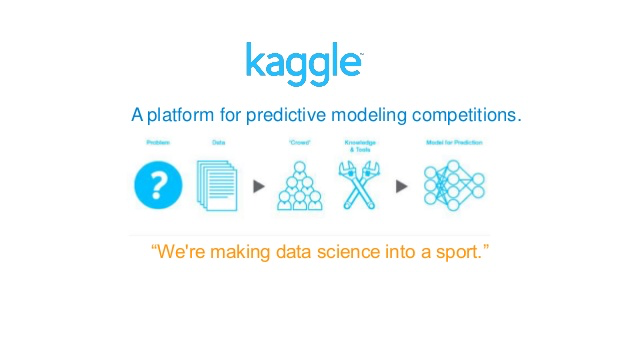 kaggle™
A platform for predictive modeling competitions.
Problem Data 'Crowd' Knowledge & Tools Model for Prediction
?
“We're making data science into a sport.”